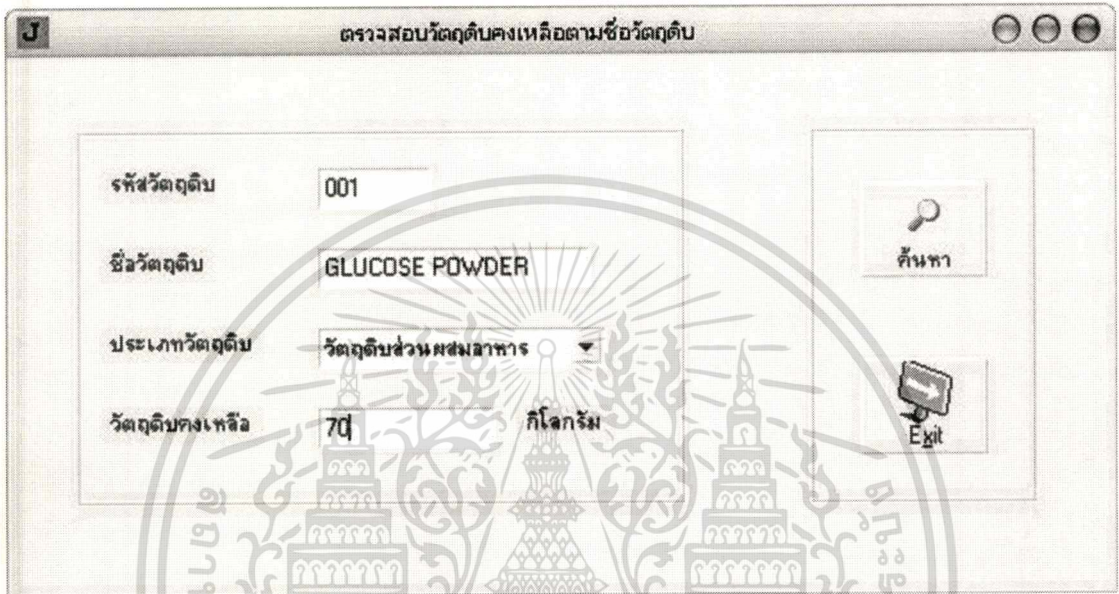 J ตรวจสอบวัตถุดิบคงเหลือตามชื่อวัตถุดิบ
รหัสวัตถุดิบ 001
ชื่อวัตถุดิบ GLUCOSE POWDER
ค้นหา
ประเภทวัตถุดิบ วัตถุดิบส่วนผสมอาหาร
วัตถุดิบคงเหลือ 70 กิโลกรัม
Exit